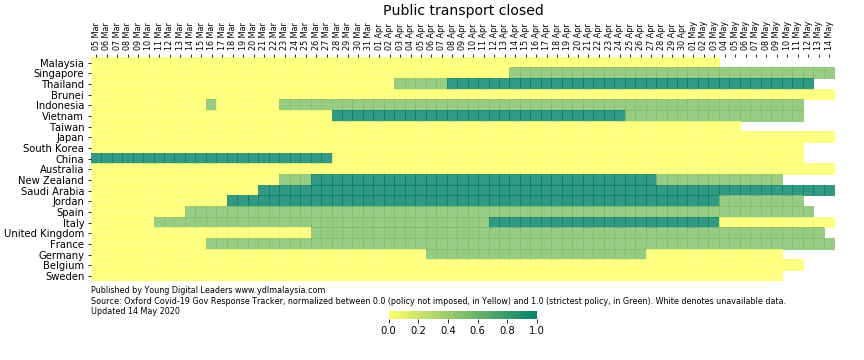 Public transport closed
05 Mar 06 Mar 07 Mar 08 Mar 09 Mar 10 Mar 11 Mar 12 Mar 13 Mar 14 Mar 15 Mar 16 Mar 17 Mar 18 Mar 19 Mar 20 Mar 21 Mar 22 Mar 23 Mar 24 Mar 25 Mar 26 Mar 27 Mar 28 Mar 29 Mar 30 Mar 31 Mar 01 Apr 02 Apr 03 Apr 04 Apr 05 Apr 06 Apr 07 Apr 08 Apr 09 Apr 10 Apr 11 Apr 12 Apr 13 Apr 14 Apr 15 Apr 16 Apr 17 Apr 18 Apr 19 Apr 20 Apr 21 Apr 22 Apr 23 Apr 24 Apr 25 Apr 26 Apr 27 Apr 28 Apr 29 Apr 30 Apr 01 May 02 May 03 May 04 May 05 May 06 May 07 May 08 May 09 May 10 May 11 May 12 May 13 May 14 May
Malaysia
Singapore
Thailand
Brunei
Indonesia
Vietnam
Taiwan
Japan
South Korea
China
Australia
New Zealand
Saudi Arabia
Jordan
Spain
Italy
United Kingdom
France
Germany
Belgium
Sweden
Published by Young Digital Leaders www.ydlmalaysia.com
Source: Oxford Covid-19 Gov Response Tracker, normalized between 0.0 (policy not imposed, in Yellow) and 1.0 (strictest policy, in Green). White denotes unavailable data.
Updated 14 May 2020
0.0 0.2 0.4 0.6 0.8 1.0